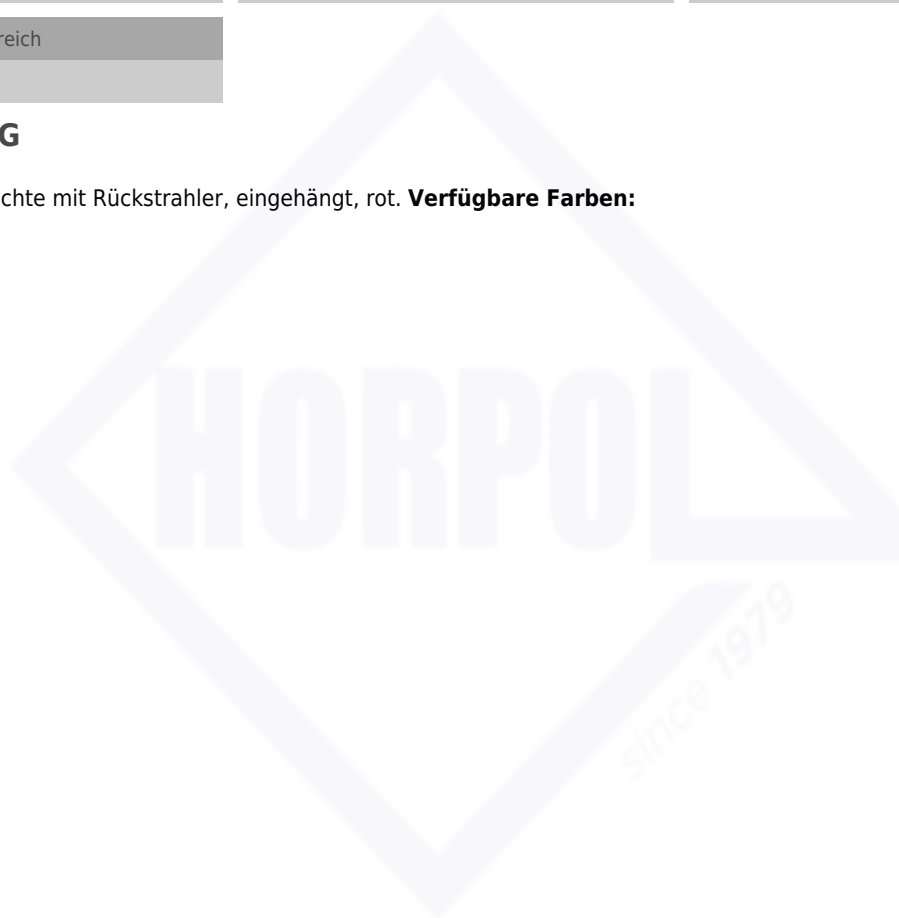 reich
G
chte mit Rückstrahler, eingehängt, rot. Verfügbare Farben:
HORPOL
since 1979